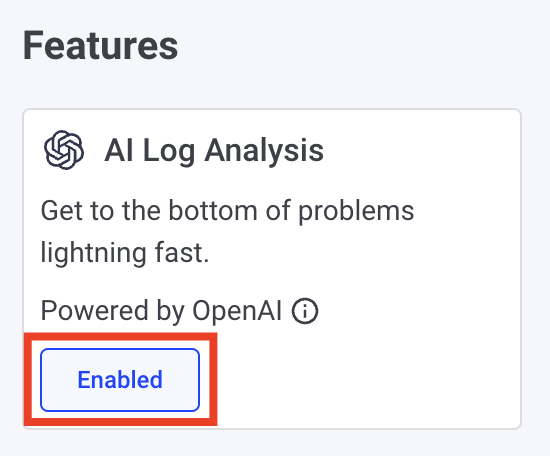 Features
AI Log Analysis
Get to the bottom of problems
lightning fast.
Powered by OpenAI
Enabled